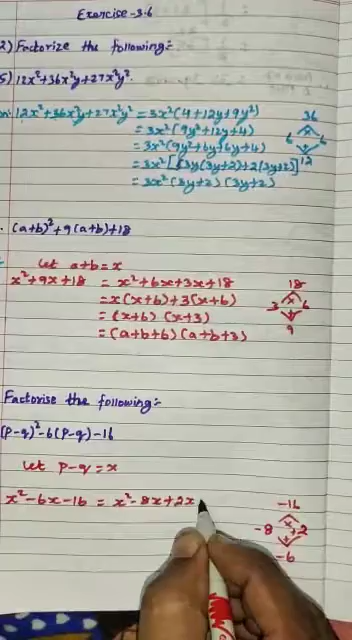 Exercise-3.6
2) Factorize the following:-
5) 12x²+36x²y+27x²y².
12x²+36x²y+27x²y² = 3x²(4+12y+9y²)
= 3x²(9y²+12y+4)
= 3x²(9y²+6y+6y+4)
= 3x²[(3y(3y+2)+2(3y+2)]
= 3x²(3y+2)(3y+2)
36
6 6
12
(a+b)²+9(a+b)+18
Let a+b=x
x²+9x+18 = x²+6x+3x+18
= x(x+6)+3(x+6)
= (x+6) (x+3)
= (a+b+6) (a+b+3)
18
3 6
9
Factorise the following:-
(p-q)²-6(p-q)-16
Let p-q=x
x²-6x-16 = x²-8x+2x
-16
-8 2
-6